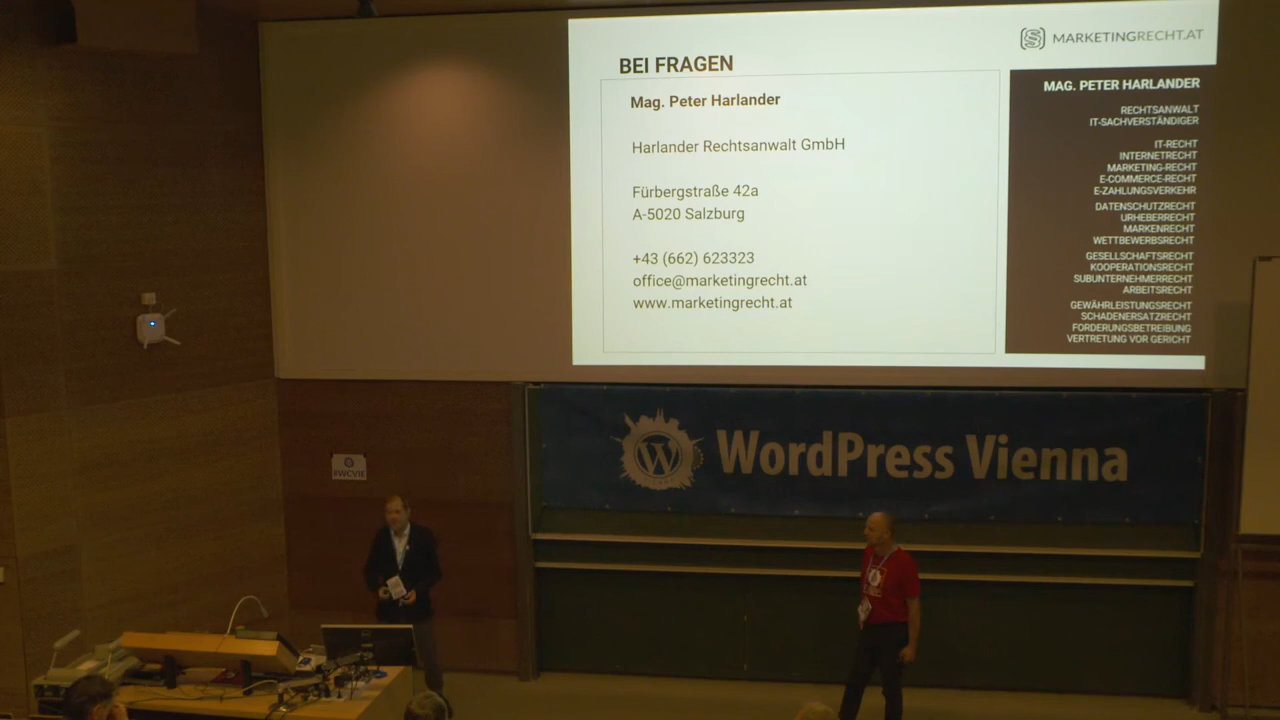 MARKETINGRECHT.AT
BEI FRAGEN
Mag. Peter Harlander
Harlander Rechtsanwalt GmbH
Fürbergstraße 42a
A-5020 Salzburg
+43 (662) 623323
office@marketingrecht.at
www.marketingrecht.at
MAG. PETER HARLANDER
RECHTSANWALT
IT-SACHVERSTÄNDIGER
IT-RECHT
INTERNETRECHT
MARKETING-RECHT
E-COMMERCE-RECHT
E-ZAHLUNGSVERKEHR
DATENSCHUTZRECHT
URHEBERRECHT
MARKENRECHT
WETTBEWERBSRECHT
GESELLSCHAFTSRECHT
KOOPERATIONSRECHT
SUBUNTERNEHMERRECHT
ARBEITSRECHT
GEWÄHRLEISTUNGSRECHT
SCHADENERSATZRECHT
FORDERUNGSBETREIBUNG
VERTRETUNG VOR GERICHT
WordPress Vienna
#WCVIE